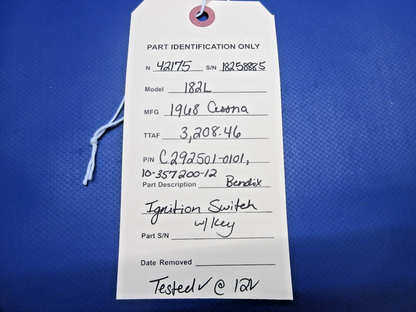 PART IDENTIFICATION ONLY
N 42175 S/N 18258885
Model 182L
MFG 1968 Cessna
TTAF 3,208.46
P/N C292501-0101,
10-357200-12
Part Description Bendix
Ignition Switch
w/key
Part S/N
Date Removed
Tested✓ @ 12V